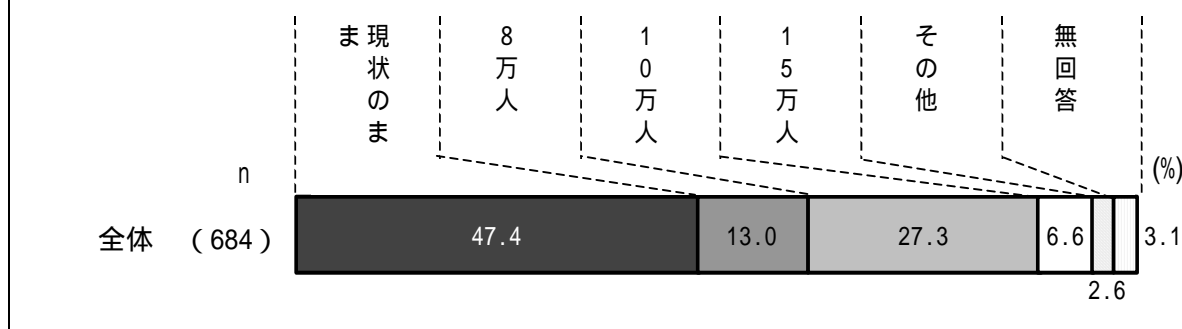 現状のまま
8万人
10万人
15万人
その他
無回答
n
(%)
全体 (684)
47.4
13.0
27.3
6.6
3.1
2.6